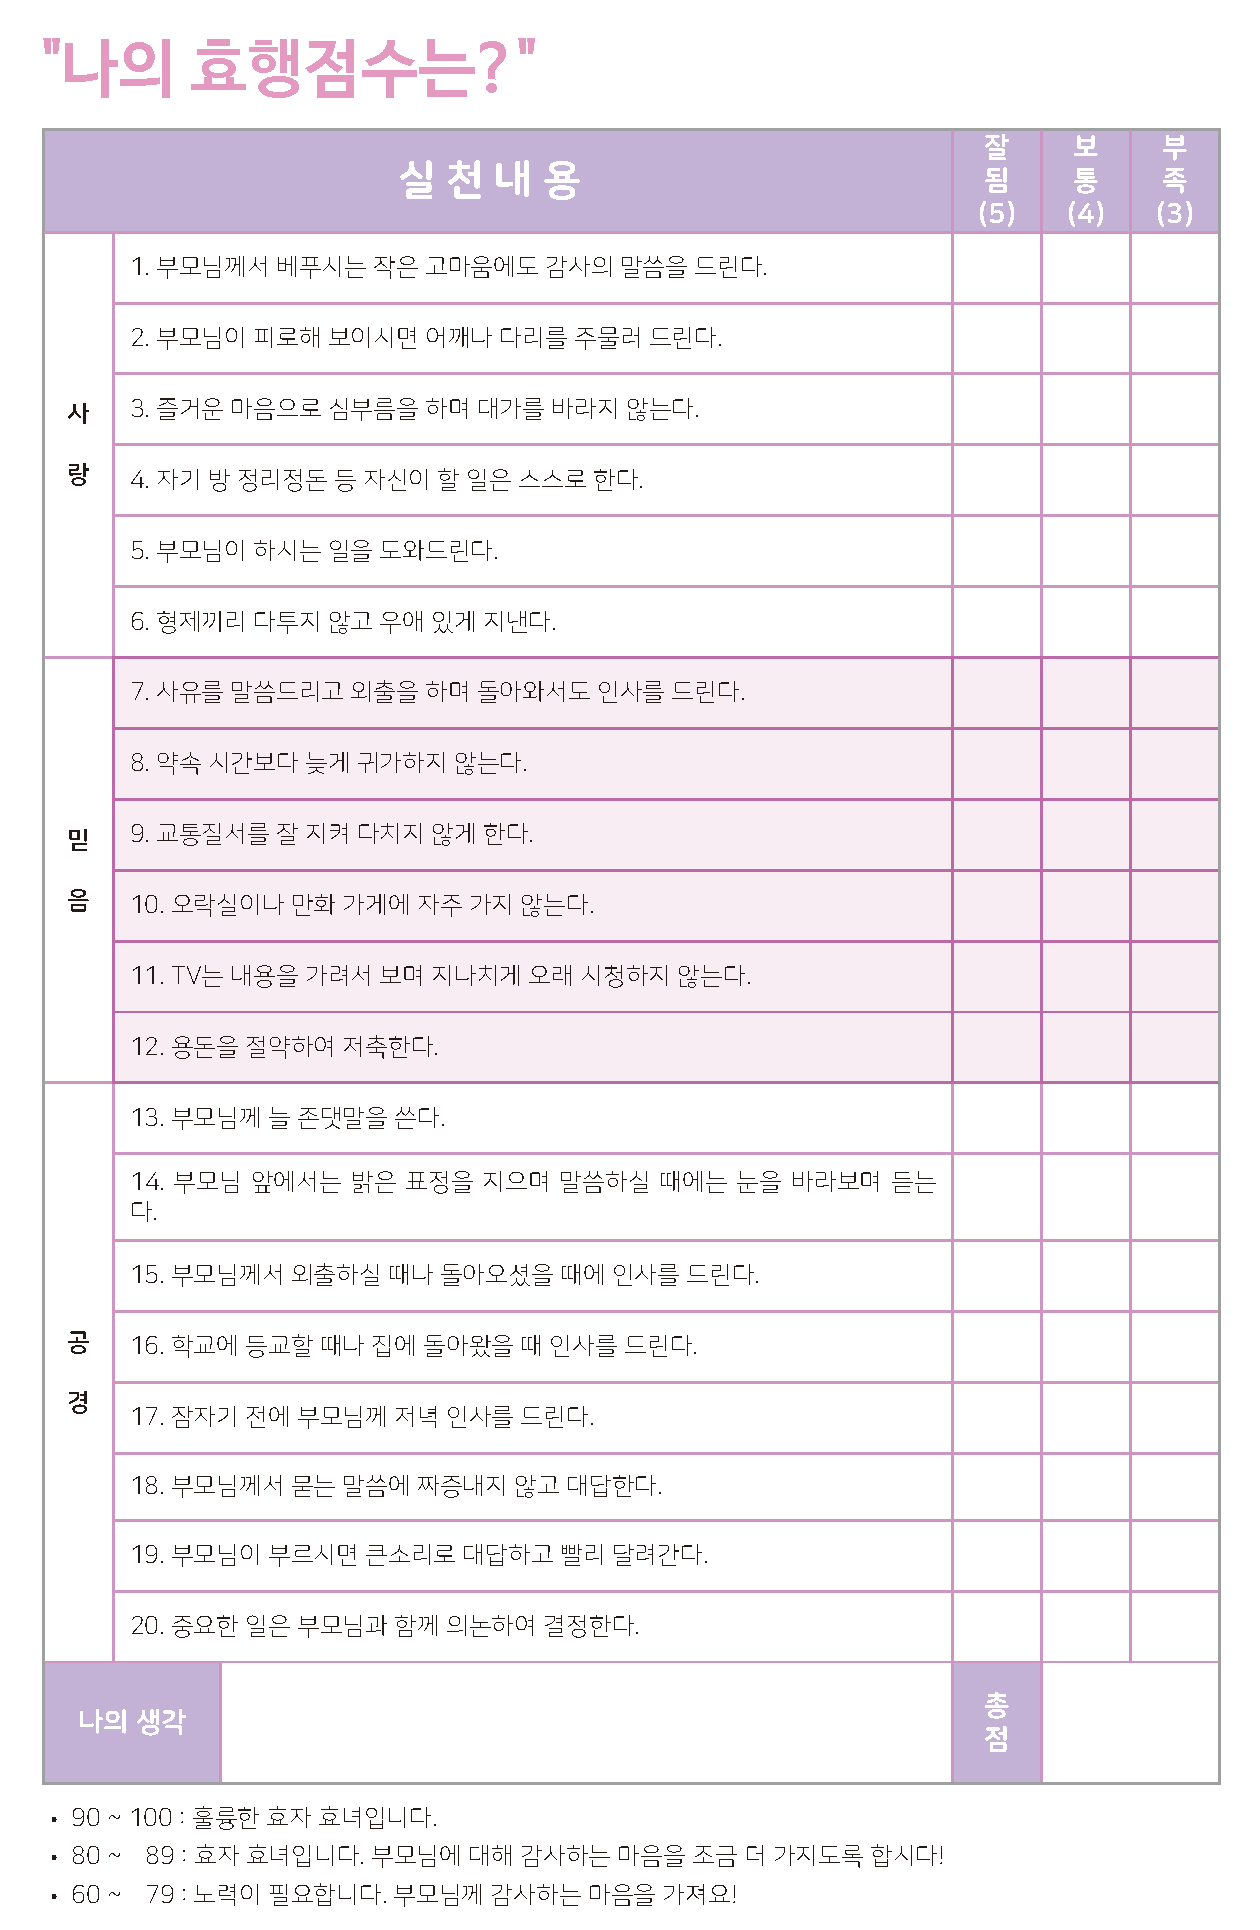 "나의 효행점수는?"
실 천 내 용
잘
됨
(5)
보
통
(4)
부
족
(3)
사
랑
1. 부모님께서 베푸시는 작은 고마움에도 감사의 말씀을 드린다.
2. 부모님이 피로해 보이시면 어깨나 다리를 주물러 드린다.
3. 즐거운 마음으로 심부름을 하며 대가를 바라지 않는다.
4. 자기 방 정리정돈 등 자신이 할 일은 스스로 한다.
5. 부모님이 하시는 일을 도와드린다.
6. 형제끼리 다투지 않고 우애 있게 지낸다.
믿
음
7. 사유를 말씀드리고 외출을 하며 돌아와서도 인사를 드린다.
8. 약속 시간보다 늦게 귀가하지 않는다.
9. 교통질서를 잘 지켜 다치지 않게 한다.
10. 오락실이나 만화 가게에 자주 가지 않는다.
11. TV는 내용을 가려서 보며 지나치게 오래 시청하지 않는다.
12. 용돈을 절약하여 저축한다.
공
경
13. 부모님께 늘 존댓말을 쓴다.
14. 부모님 앞에서는 밝은 표정을 지으며 말씀하실 때에는 눈을 바라보며 듣는
다.
15. 부모님께서 외출하실 때나 돌아오셨을 때에 인사를 드린다.
16. 학교에 등교할 때나 집에 돌아왔을 때 인사를 드린다.
17. 잠자기 전에 부모님께 저녁 인사를 드린다.
18. 부모님께서 묻는 말씀에 짜증내지 않고 대답한다.
19. 부모님이 부르시면 큰소리로 대답하고 빨리 달려간다.
20. 중요한 일은 부모님과 함께 의논하여 결정한다.
나의 생각
총
점
• 90 ~ 100 : 훌륭한 효자 효녀입니다.
• 80 ~ 89 : 효자 효녀입니다. 부모님에 대해 감사하는 마음을 조금 더 가지도록 합시다!
• 60 ~ 79 : 노력이 필요합니다. 부모님께 감사하는 마음을 가져요!